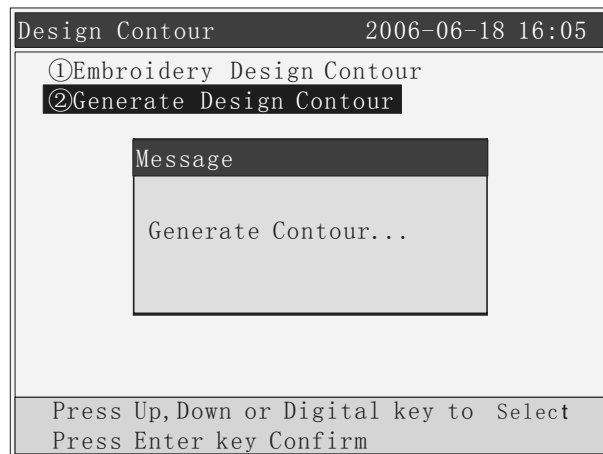 Design Contour 2006-06-18 16:05
①Embroidery Design Contour
②Generate Design Contour
Message
Generate Contour...
Press Up,Down or Digital key to Select
Press Enter key Confirm